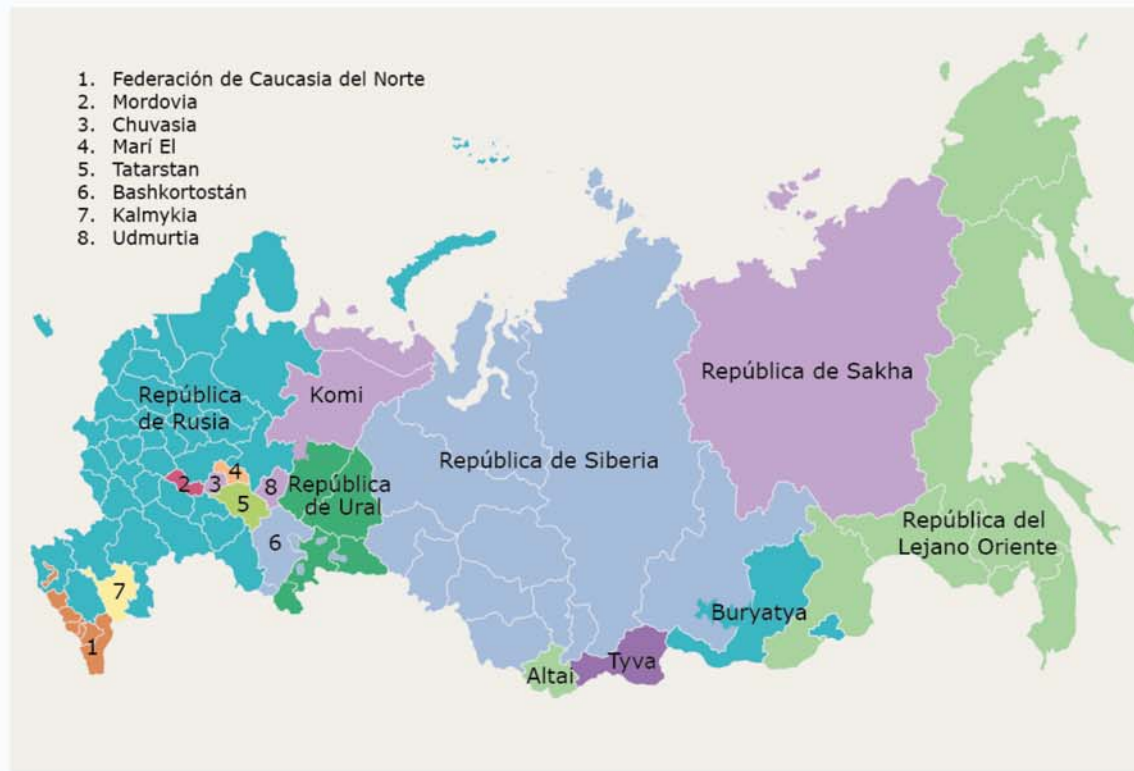 1. Federación de Caucasia del Norte
2. Mordovia
3. Chuvasia
4. Marí El
5. Tatarstan
6. Bashkortostán
7. Kalmykia
8. Udmurtia
República
de Rusia
Komi
República de Siberia
República de Sakha
República
de Ural
República del
Lejano Oriente
Buryatya
Tyva
Altai
2
3
4
5
8
6
7
1